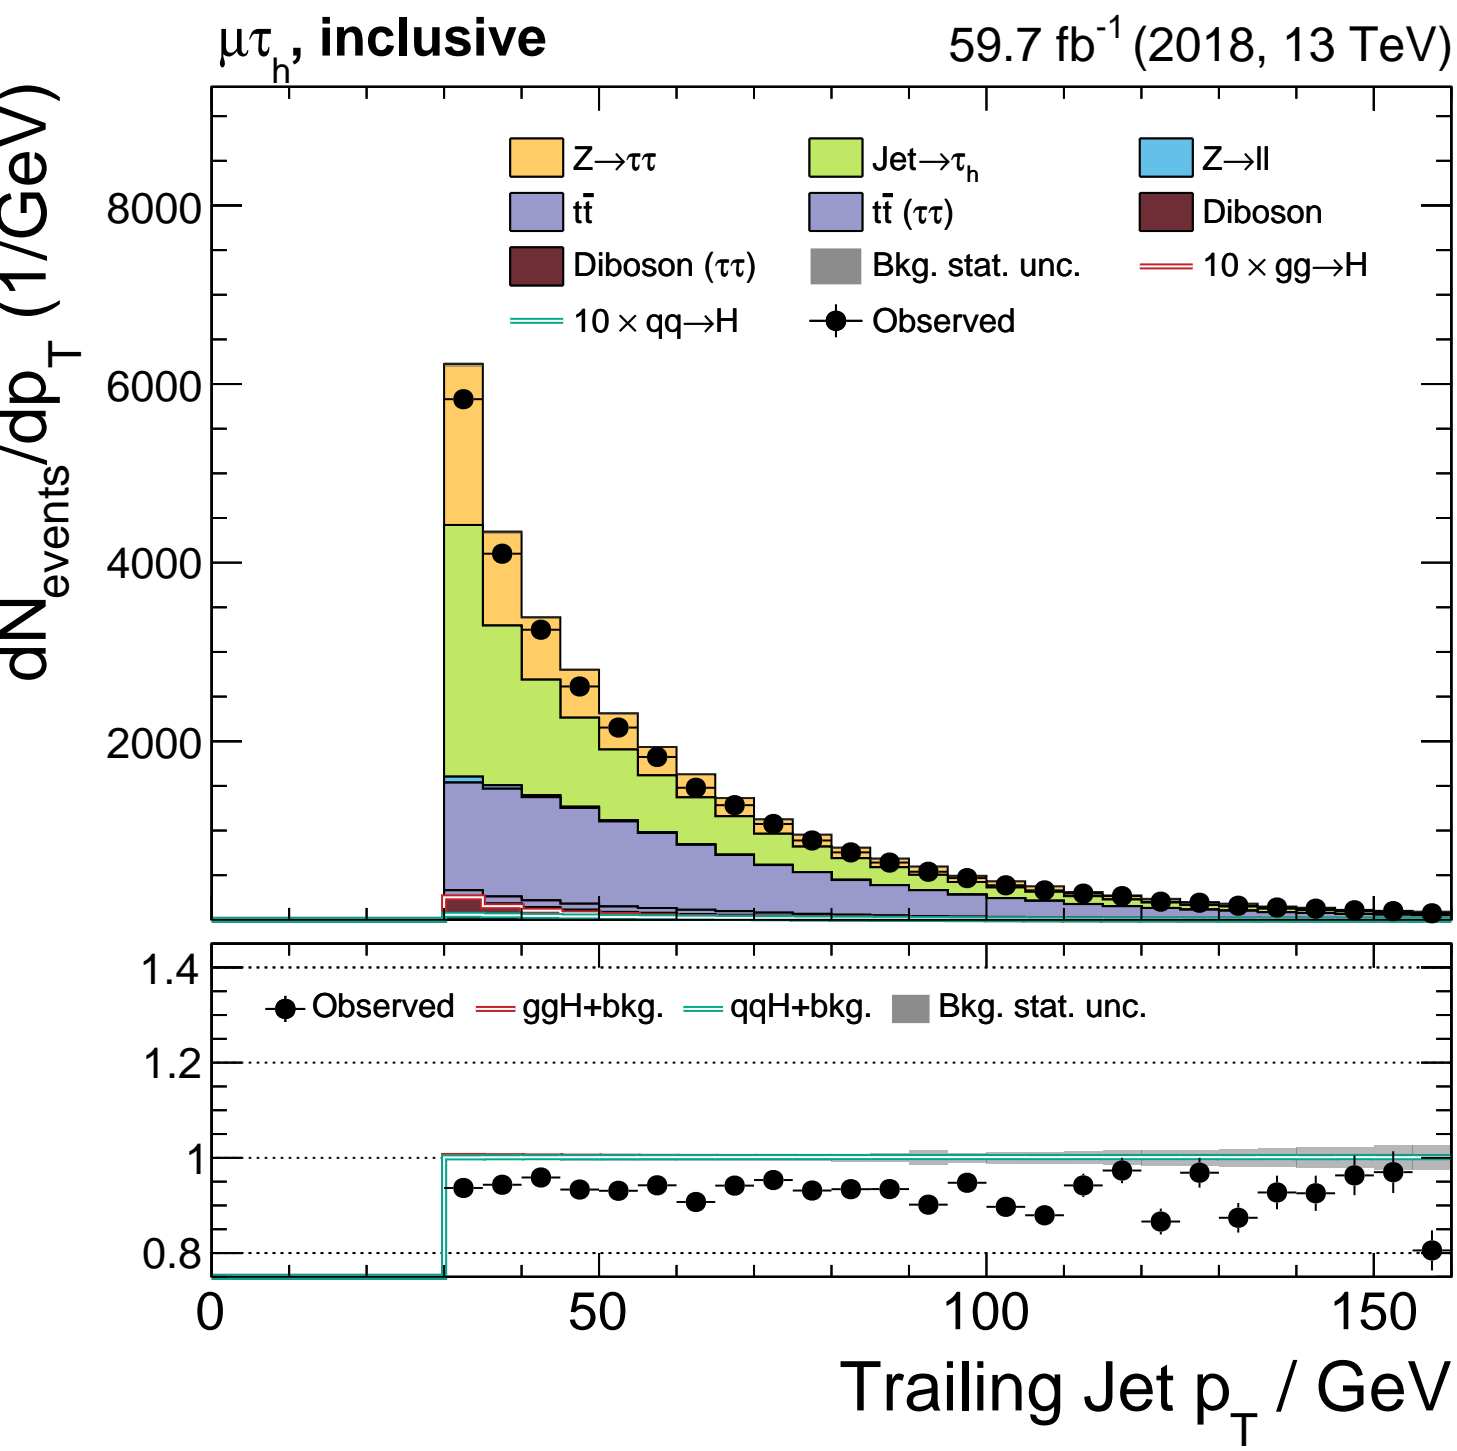 μτh, inclusive 59.7 fb-1 (2018, 13 TeV)
dNevents/dpT (1/GeV)
Z→ττ Jet→τh Z→ll
tt̄ tt̄ (ττ) Diboson
Diboson (ττ) Bkg. stat. unc. 10 × gg→H
10 × qq→H Observed
8000
6000
4000
2000
1.4
Observed ggH+bkg. qqH+bkg. Bkg. stat. unc.
1.2
1
0.8
0 50 100 150
Trailing Jet pT / GeV